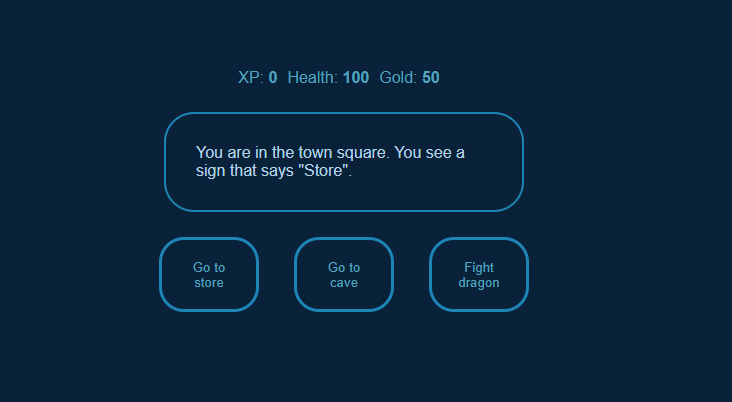 XP: 0 Health: 100 Gold: 50
You are in the town square. You see a
sign that says "Store".
Go to
store
Go to
cave
Fight
dragon